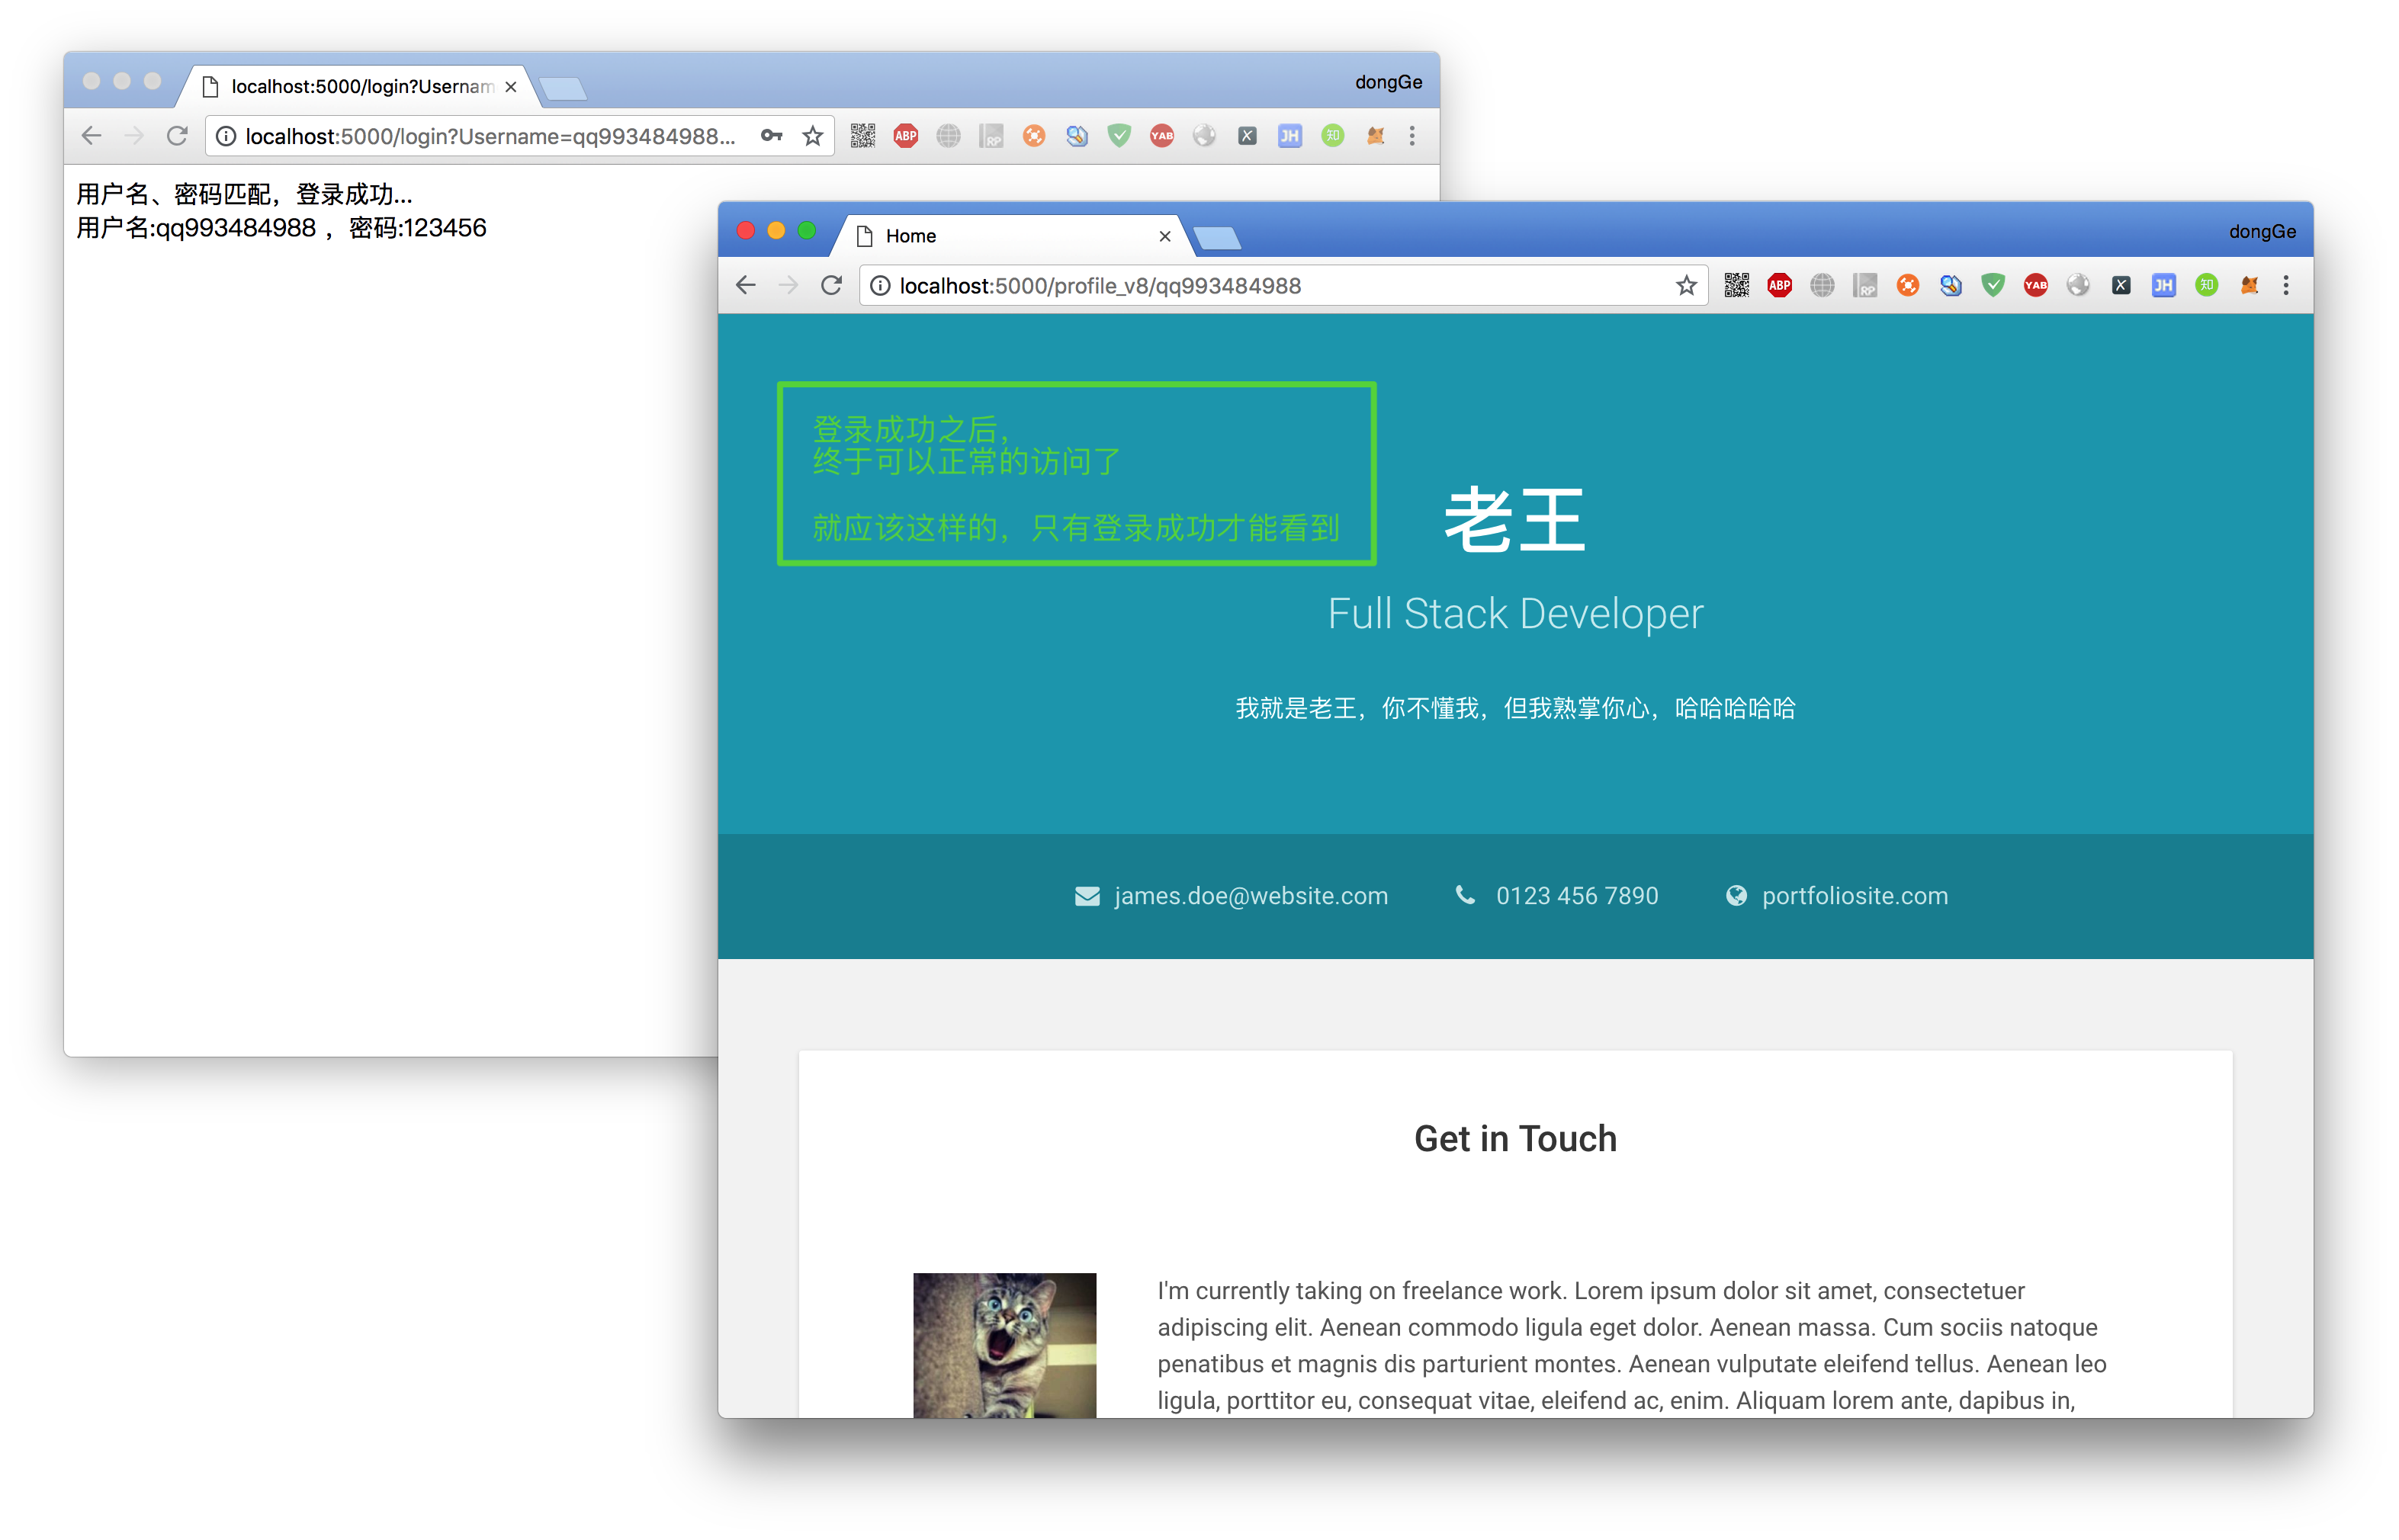 localhost:5000/login?Usernam
dongGe
localhost:5000/login?Username=qq993484988...
ABP
RP
YAB
X
JH
知
用户名、密码匹配，登录成功...
用户名:qq993484988 ，密码:123456
Home
dongGe
localhost:5000/profile_v8/qq993484988
ABP
RP
YAB
X
JH
知
登录成功之后，
终于可以正常的访问了
就应该这样的，只有登录成功才能看到
老王
Full Stack Developer
我就是老王，你不懂我，但我熟掌你心，哈哈哈哈哈
james.doe@website.com
0123 456 7890
portfoliosite.com
Get in Touch
I'm currently taking on freelance work. Lorem ipsum dolor sit amet, consectetuer
adipiscing elit. Aenean commodo ligula eget dolor. Aenean massa. Cum sociis natoque
penatibus et magnis dis parturient montes. Aenean vulputate eleifend tellus. Aenean leo
ligula, porttitor eu, consequat vitae, eleifend ac, enim. Aliquam lorem ante, dapibus in,